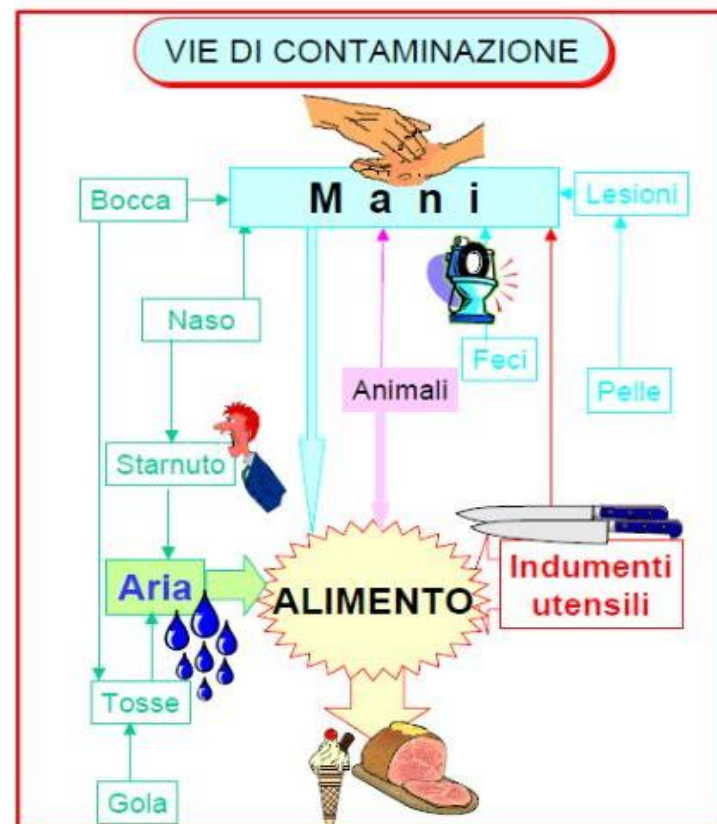 VIE DI CONTAMINAZIONE
M a n i
Bocca
Lesioni
Naso
Feci
Animali
Pelle
Starnuto
Aria
ALIMENTO
Indumenti
utensili
Tosse
Gola